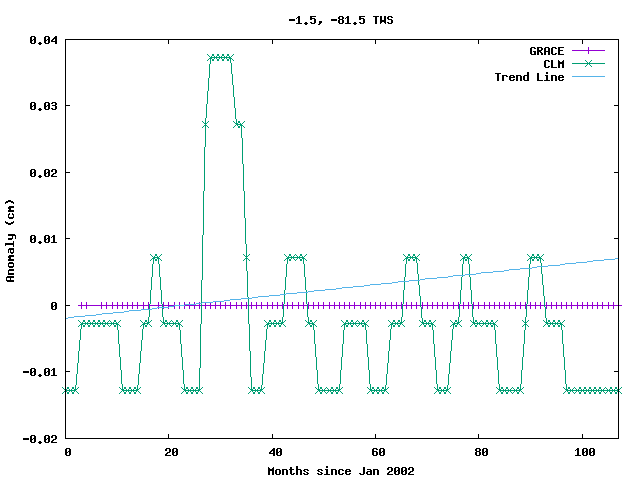 -1.5, -81.5 TWS
GRACE
CLM
Trend Line
0.04
0.03
0.02
0.01
0
-0.01
-0.02
Anomaly (cm)
0 20 40 60 80 100
Months since Jan 2002